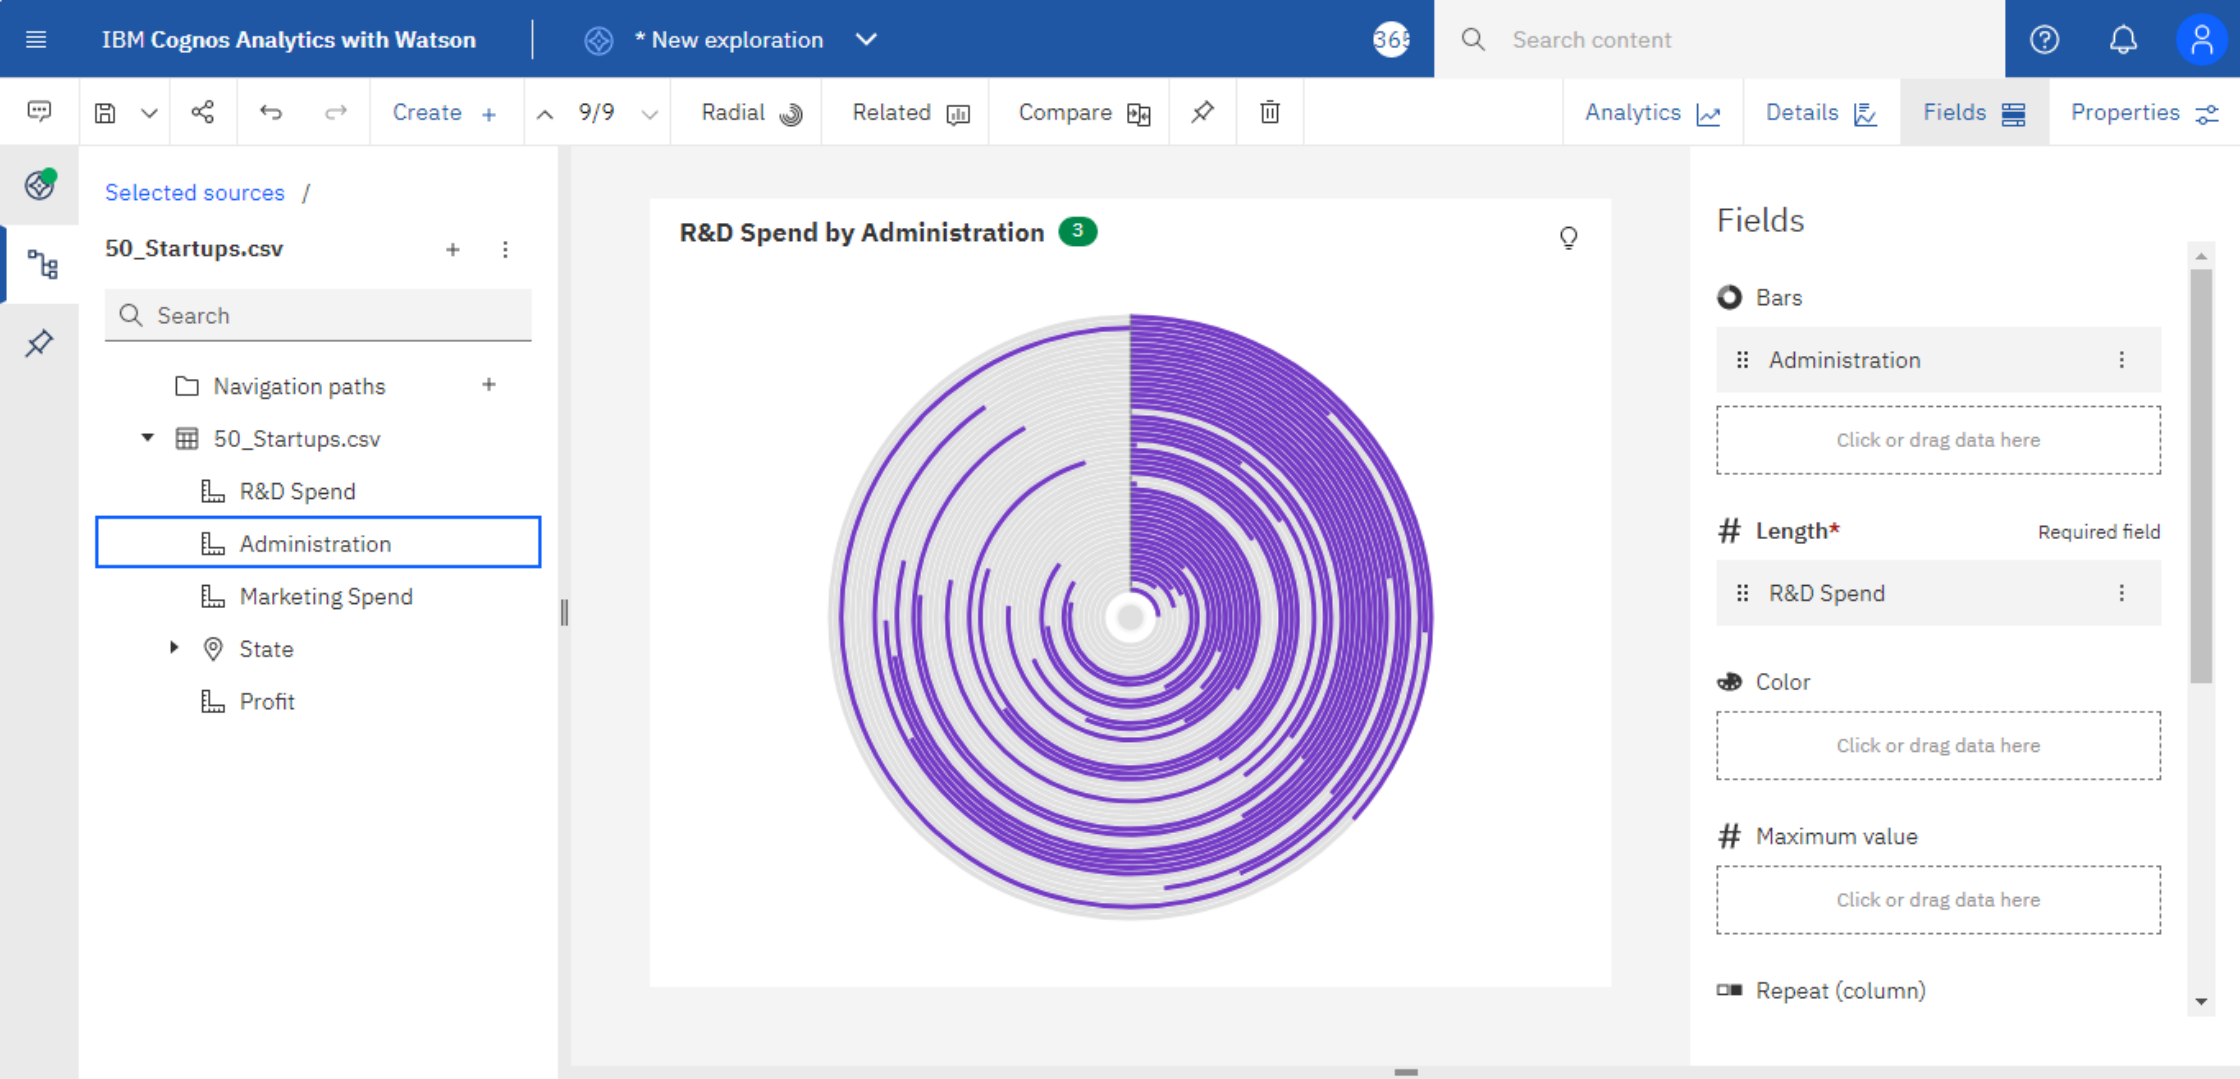 IBM Cognos Analytics with Watson
* New exploration
365
Search content
Create +
9/9
Radial
Related
Compare
Analytics
Details
Fields
Properties
Selected sources /
50_Startups.csv
Search
Navigation paths
50_Startups.csv
R&D Spend
Administration
Marketing Spend
State
Profit
R&D Spend by Administration 3
Fields
Bars
Administration
Click or drag data here
Length* Required field
R&D Spend
Color
Click or drag data here
Maximum value
Click or drag data here
Repeat (column)